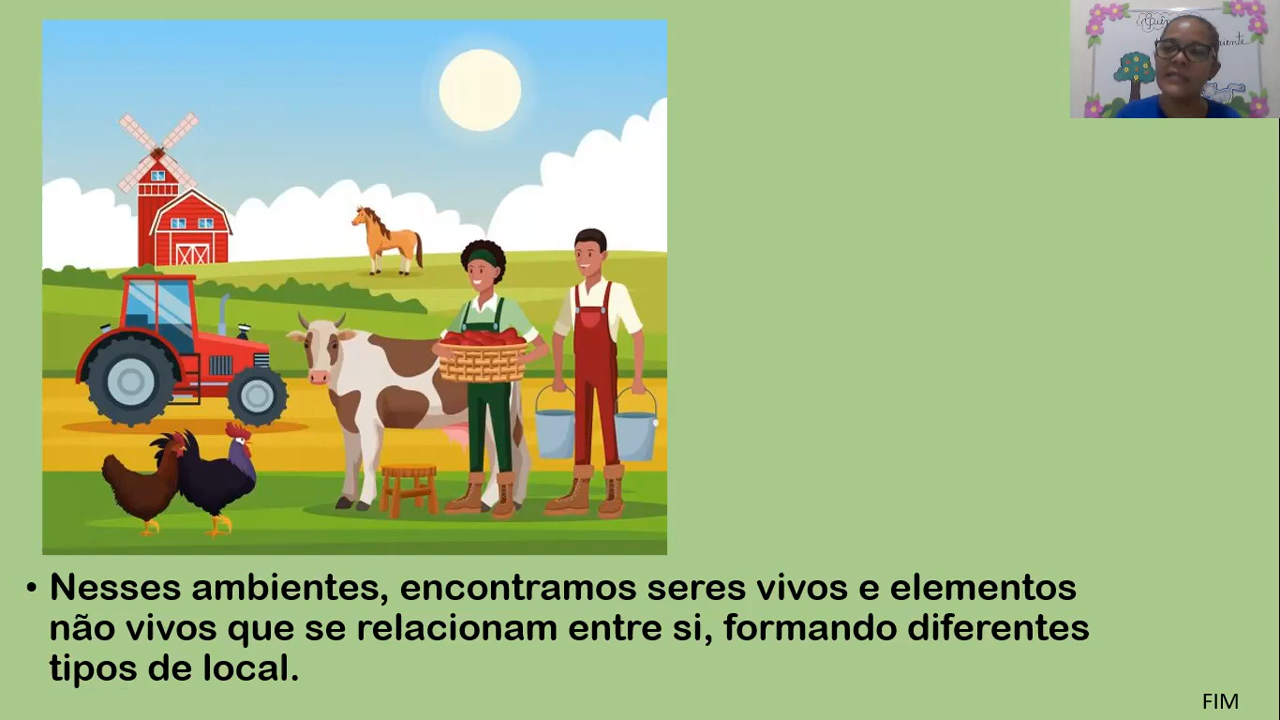 • Nesses ambientes, encontramos seres vivos e elementos
não vivos que se relacionam entre si, formando diferentes
tipos de local.
FIM